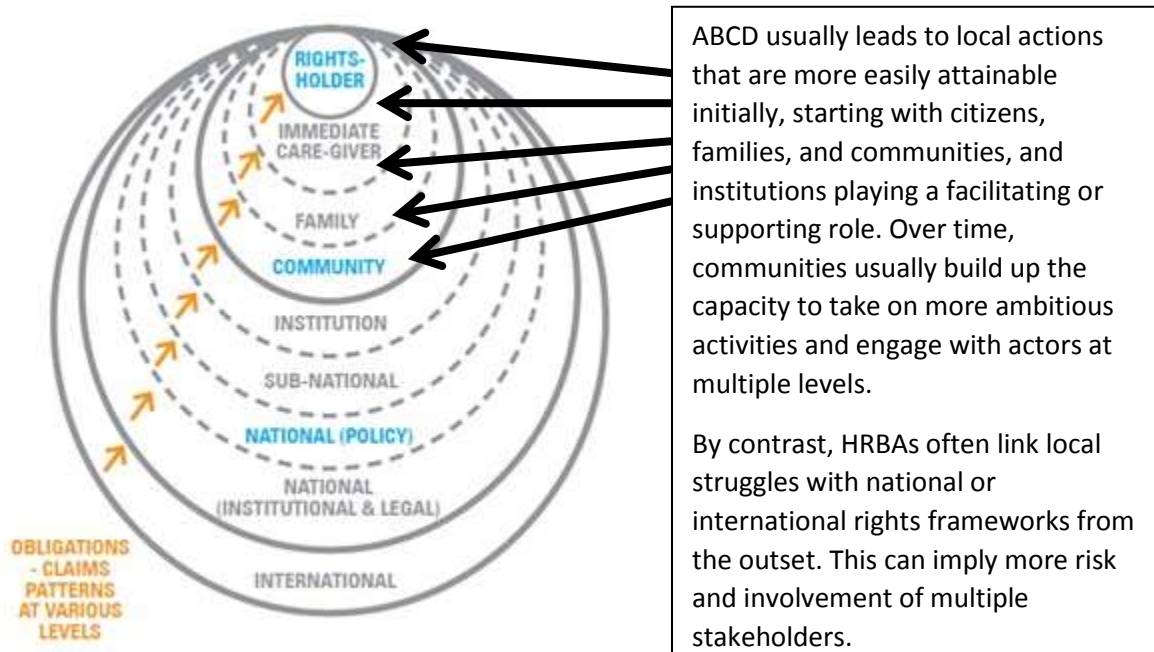 RIGHTS-
HOLDER
IMMEDIATE
CARE-GIVER
FAMILY
COMMUNITY
INSTITUTION
SUB-NATIONAL
NATIONAL (POLICY)
NATIONAL
(INSTITUTIONAL & LEGAL)
INTERNATIONAL
OBLIGATIONS
- CLAIMS
PATTERNS
AT VARIOUS
LEVELS
ABCD usually leads to local actions
that are more easily attainable
initially, starting with citizens,
families, and communities, and
institutions playing a facilitating or
supporting role. Over time,
communities usually build up the
capacity to take on more ambitious
activities and engage with actors at
multiple levels.
By contrast, HRBAs often link local
struggles with national or
international rights frameworks from
the outset. This can imply more risk
and involvement of multiple
stakeholders.